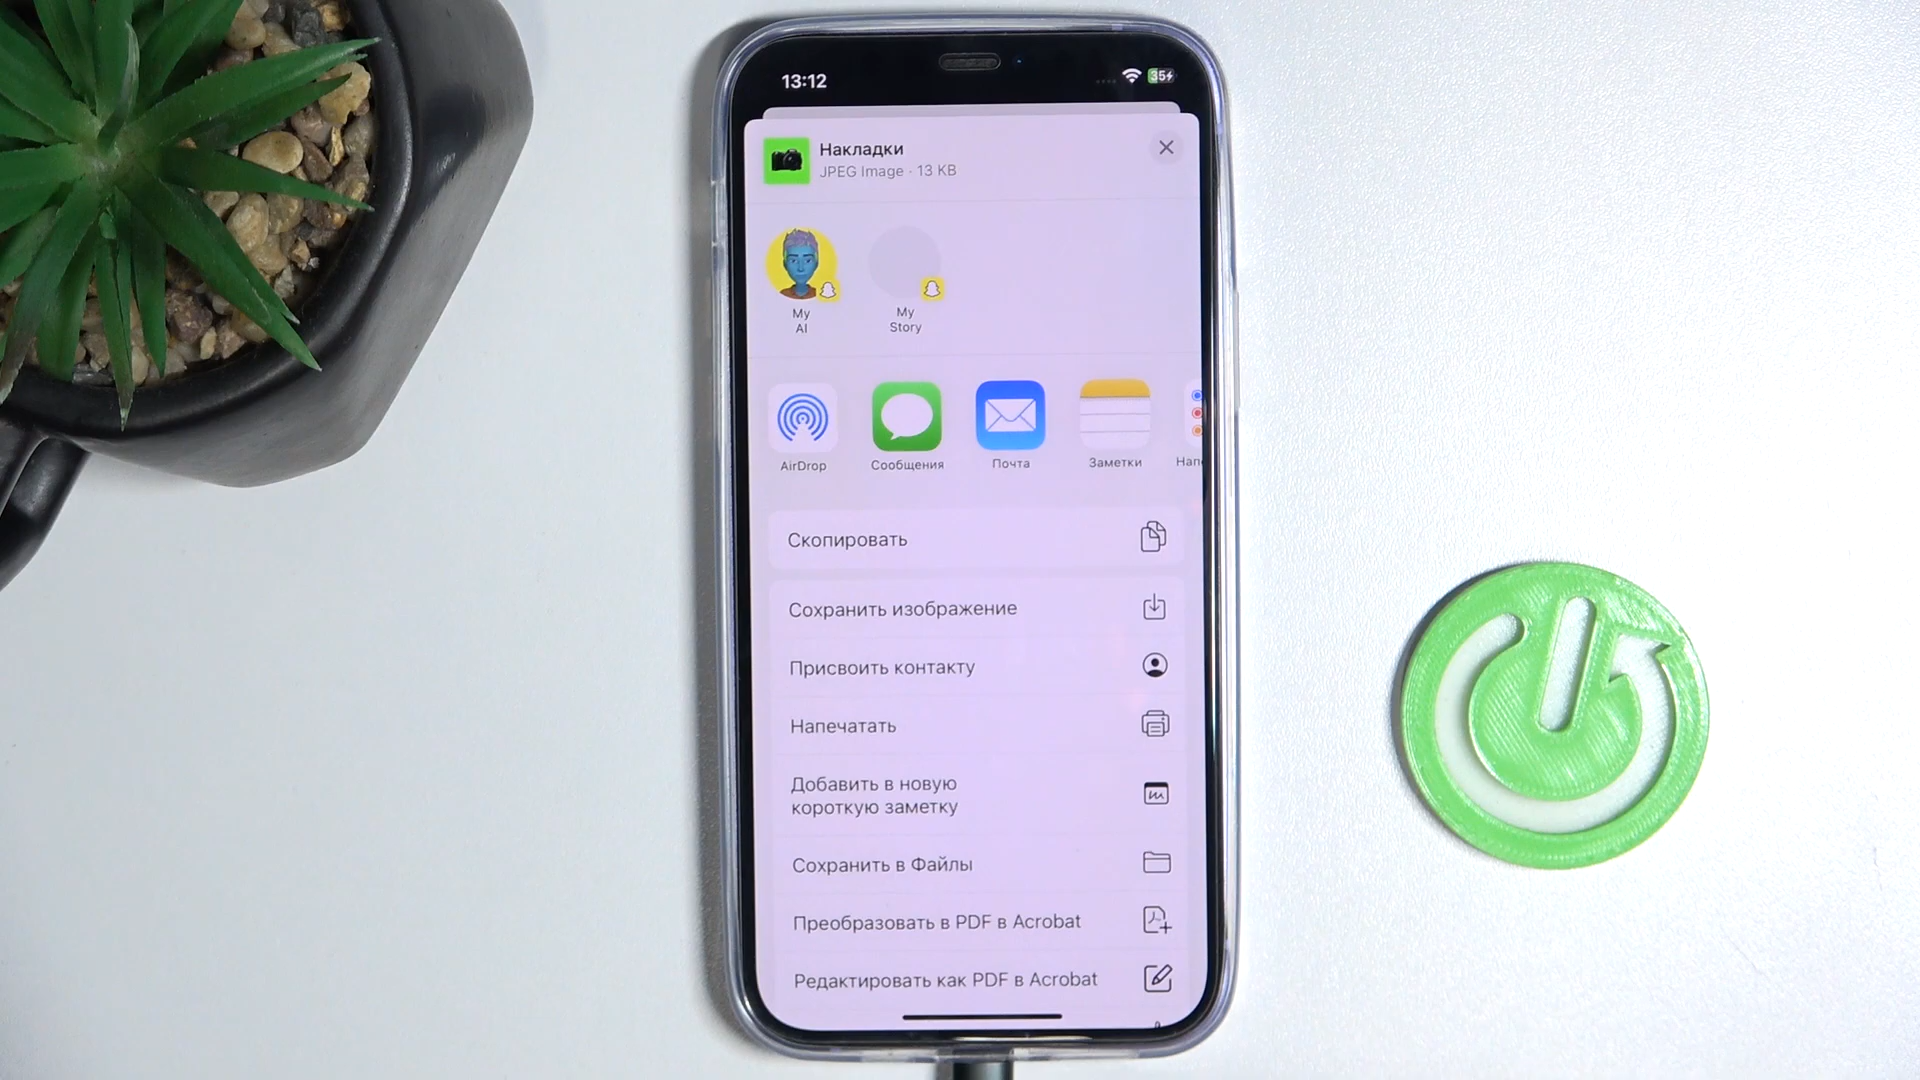 13:12
35
Накладки
JPEG Image · 13 KB
My
AI
My
Story
AirDrop
Сообщения
Почта
Заметки
Скопировать
Сохранить изображение
Присвоить контакту
Напечатать
Добавить в новую
короткую заметку
Сохранить в Файлы
Преобразовать в PDF в Acrobat
Редактировать как PDF в Acrobat